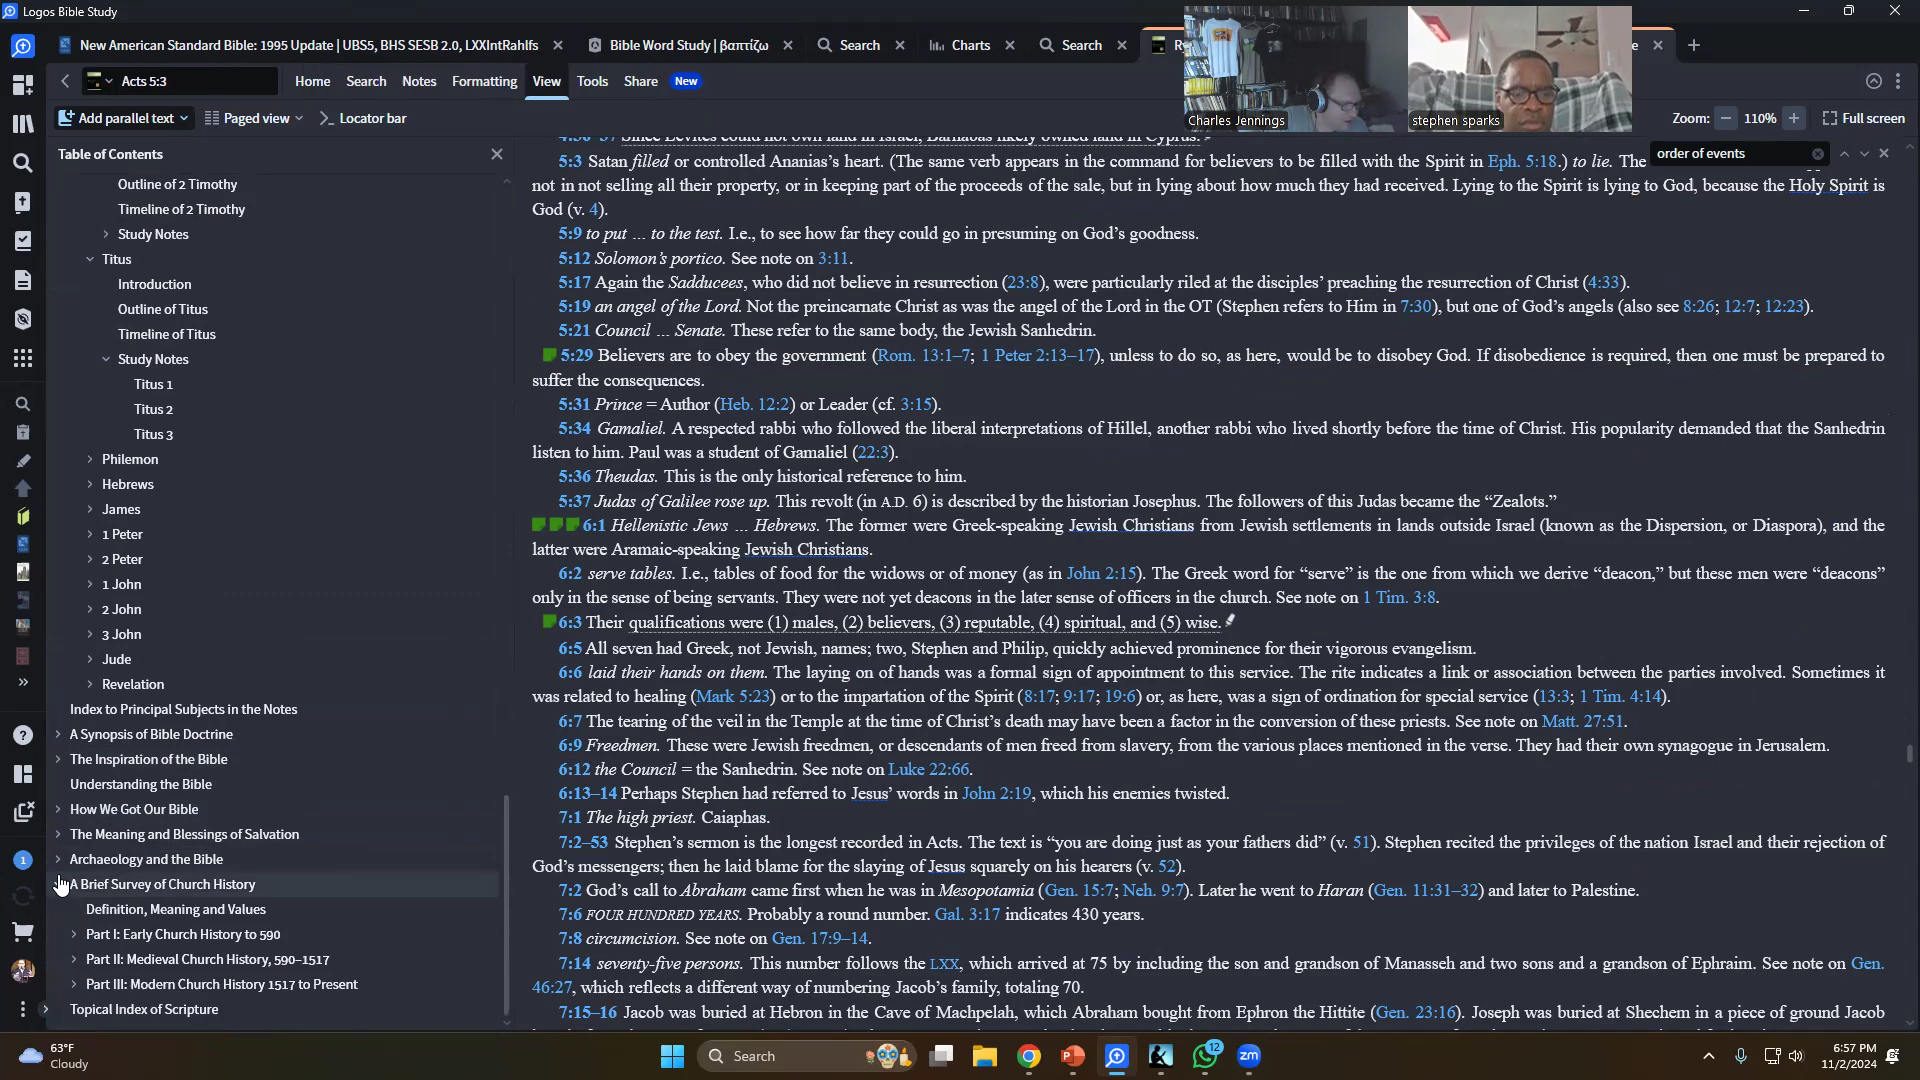 Logos Bible Study
New American Standard Bible: 1995 Update | UBS5, BHS SESB 2.0, LXXIntRahlfs
Bible Word Study | βαπτίζω
Search
Charts
Search
Acts 5:3
Home
Search
Notes
Formatting
View
Tools
Share
New
Add parallel text
Paged view
Locator bar
Charles Jennings
stephen sparks
Zoom:
110%
Full screen
order of events
Table of Contents
Outline of 2 Timothy
Timeline of 2 Timothy
Study Notes
Titus
Introduction
Outline of Titus
Timeline of Titus
Study Notes
Titus 1
Titus 2
Titus 3
Philemon
Hebrews
James
1 Peter
2 Peter
1 John
2 John
3 John
Jude
Revelation
Index to Principal Subjects in the Notes
A Synopsis of Bible Doctrine
The Inspiration of the Bible
Understanding the Bible
How We Got Our Bible
The Meaning and Blessings of Salvation
Archaeology and the Bible
A Brief Survey of Church History
Definition, Meaning and Values
Part I: Early Church History to 590
Part II: Medieval Church History, 590–1517
Part III: Modern Church History 1517 to Present
Topical Index of Scripture
Since Levites could not own land in Israel, Barnabas likely owned land in Cyprus.
5:3 Satan filled or controlled Ananias’s heart. (The same verb appears in the command for believers to be filled with the Spirit in Eph. 5:18.) to lie. The
not in not selling all their property, or in keeping part of the proceeds of the sale, but in lying about how much they had received. Lying to the Spirit is lying to God, because the Holy Spirit is
God (v. 4).
5:9 to put ... to the test. I.e., to see how far they could go in presuming on God’s goodness.
5:12 Solomon’s portico. See note on 3:11.
5:17 Again the Sadducees, who did not believe in resurrection (23:8), were particularly riled at the disciples’ preaching the resurrection of Christ (4:33).
5:19 an angel of the Lord. Not the preincarnate Christ as was the angel of the Lord in the OT (Stephen refers to Him in 7:30), but one of God’s angels (also see 8:26; 12:7; 12:23).
5:21 Council ... Senate. These refer to the same body, the Jewish Sanhedrin.
5:29 Believers are to obey the government (Rom. 13:1–7; 1 Peter 2:13–17), unless to do so, as here, would be to disobey God. If disobedience is required, then one must be prepared to
suffer the consequences.
5:31 Prince = Author (Heb. 12:2) or Leader (cf. 3:15).
5:34 Gamaliel. A respected rabbi who followed the liberal interpretations of Hillel, another rabbi who lived shortly before the time of Christ. His popularity demanded that the Sanhedrin
listen to him. Paul was a student of Gamaliel (22:3).
5:36 Theudas. This is the only historical reference to him.
5:37 Judas of Galilee rose up. This revolt (in A.D. 6) is described by the historian Josephus. The followers of this Judas became the “Zealots.”
6:1 Hellenistic Jews ... Hebrews. The former were Greek-speaking Jewish Christians from Jewish settlements in lands outside Israel (known as the Dispersion, or Diaspora), and the
latter were Aramaic-speaking Jewish Christians.
6:2 serve tables. I.e., tables of food for the widows or of money (as in John 2:15). The Greek word for “serve” is the one from which we derive “deacon,” but these men were “deacons”
only in the sense of being servants. They were not yet deacons in the later sense of officers in the church. See note on 1 Tim. 3:8.
6:3 Their qualifications were (1) males, (2) believers, (3) reputable, (4) spiritual, and (5) wise.
6:5 All seven had Greek, not Jewish, names; two, Stephen and Philip, quickly achieved prominence for their vigorous evangelism.
6:6 laid their hands on them. The laying on of hands was a formal sign of appointment to this service. The rite indicates a link or association between the parties involved. Sometimes it
was related to healing (Mark 5:23) or to the impartation of the Spirit (8:17; 9:17; 19:6) or, as here, was a sign of ordination for special service (13:3; 1 Tim. 4:14).
6:7 The tearing of the veil in the Temple at the time of Christ’s death may have been a factor in the conversion of these priests. See note on Matt. 27:51.
6:9 Freedmen. These were Jewish freedmen, or descendants of men freed from slavery, from the various places mentioned in the verse. They had their own synagogue in Jerusalem.
6:12 the Council = the Sanhedrin. See note on Luke 22:66.
6:13–14 Perhaps Stephen had referred to Jesus’ words in John 2:19, which his enemies twisted.
7:1 The high priest. Caiaphas.
7:2–53 Stephen’s sermon is the longest recorded in Acts. The text is “you are doing just as your fathers did” (v. 51). Stephen recited the privileges of the nation Israel and their rejection of
God’s messengers; then he laid blame for the slaying of Jesus squarely on his hearers (v. 52).
7:2 God’s call to Abraham came first when he was in Mesopotamia (Gen. 15:7; Neh. 9:7). Later he went to Haran (Gen. 11:31–32) and later to Palestine.
7:6 FOUR HUNDRED YEARS. Probably a round number. Gal. 3:17 indicates 430 years.
7:8 circumcision. See note on Gen. 17:9–14.
7:14 seventy-five persons. This number follows the LXX, which arrived at 75 by including the son and grandson of Manasseh and two sons and a grandson of Ephraim. See note on Gen.
46:27, which reflects a different way of numbering Jacob’s family, totaling 70.
7:15–16 Jacob was buried at Hebron in the Cave of Machpelah, which Abraham bought from Ephron the Hittite (Gen. 23:16). Joseph was buried at Shechem in a piece of ground Jacob
1
63°F
Cloudy
Search
12
zm
6:57 PM
11/2/2024